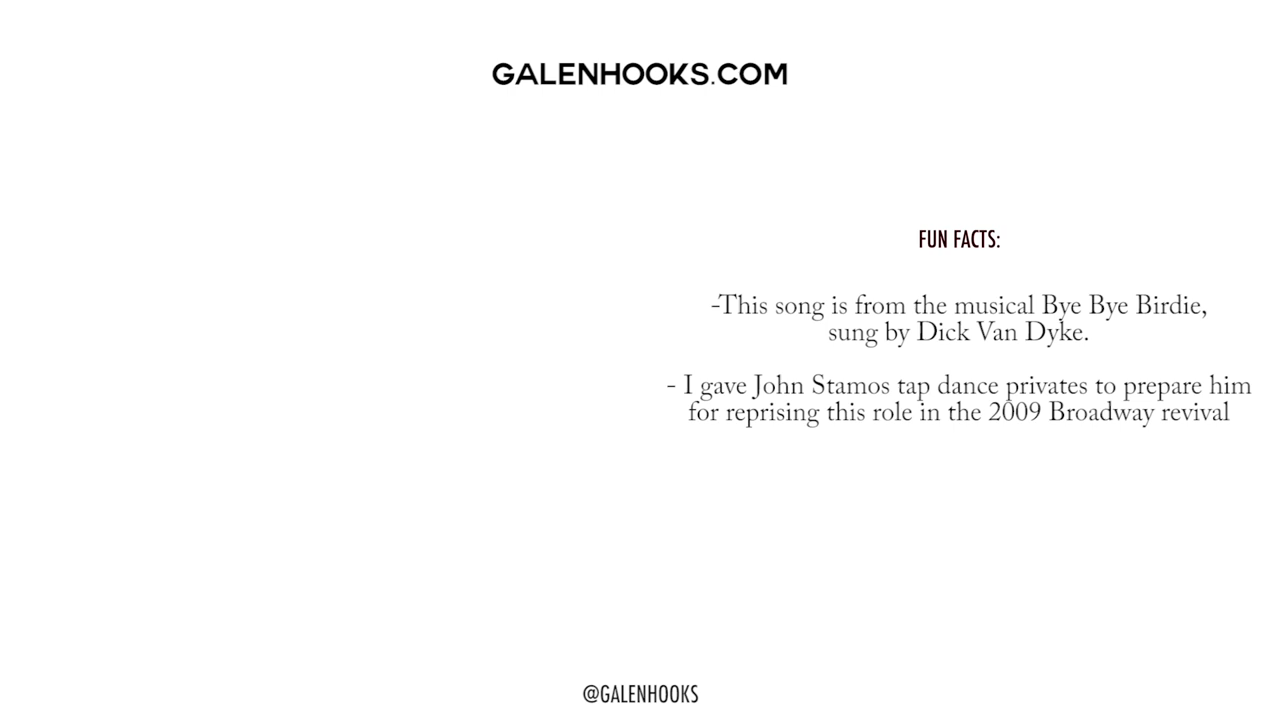 GALENHOOKS.COM
FUN FACTS:
-This song is from the musical Bye Bye Birdie,
sung by Dick Van Dyke.
- I gave John Stamos tap dance privates to prepare him
for reprising this role in the 2009 Broadway revival
@GALENHOOKS